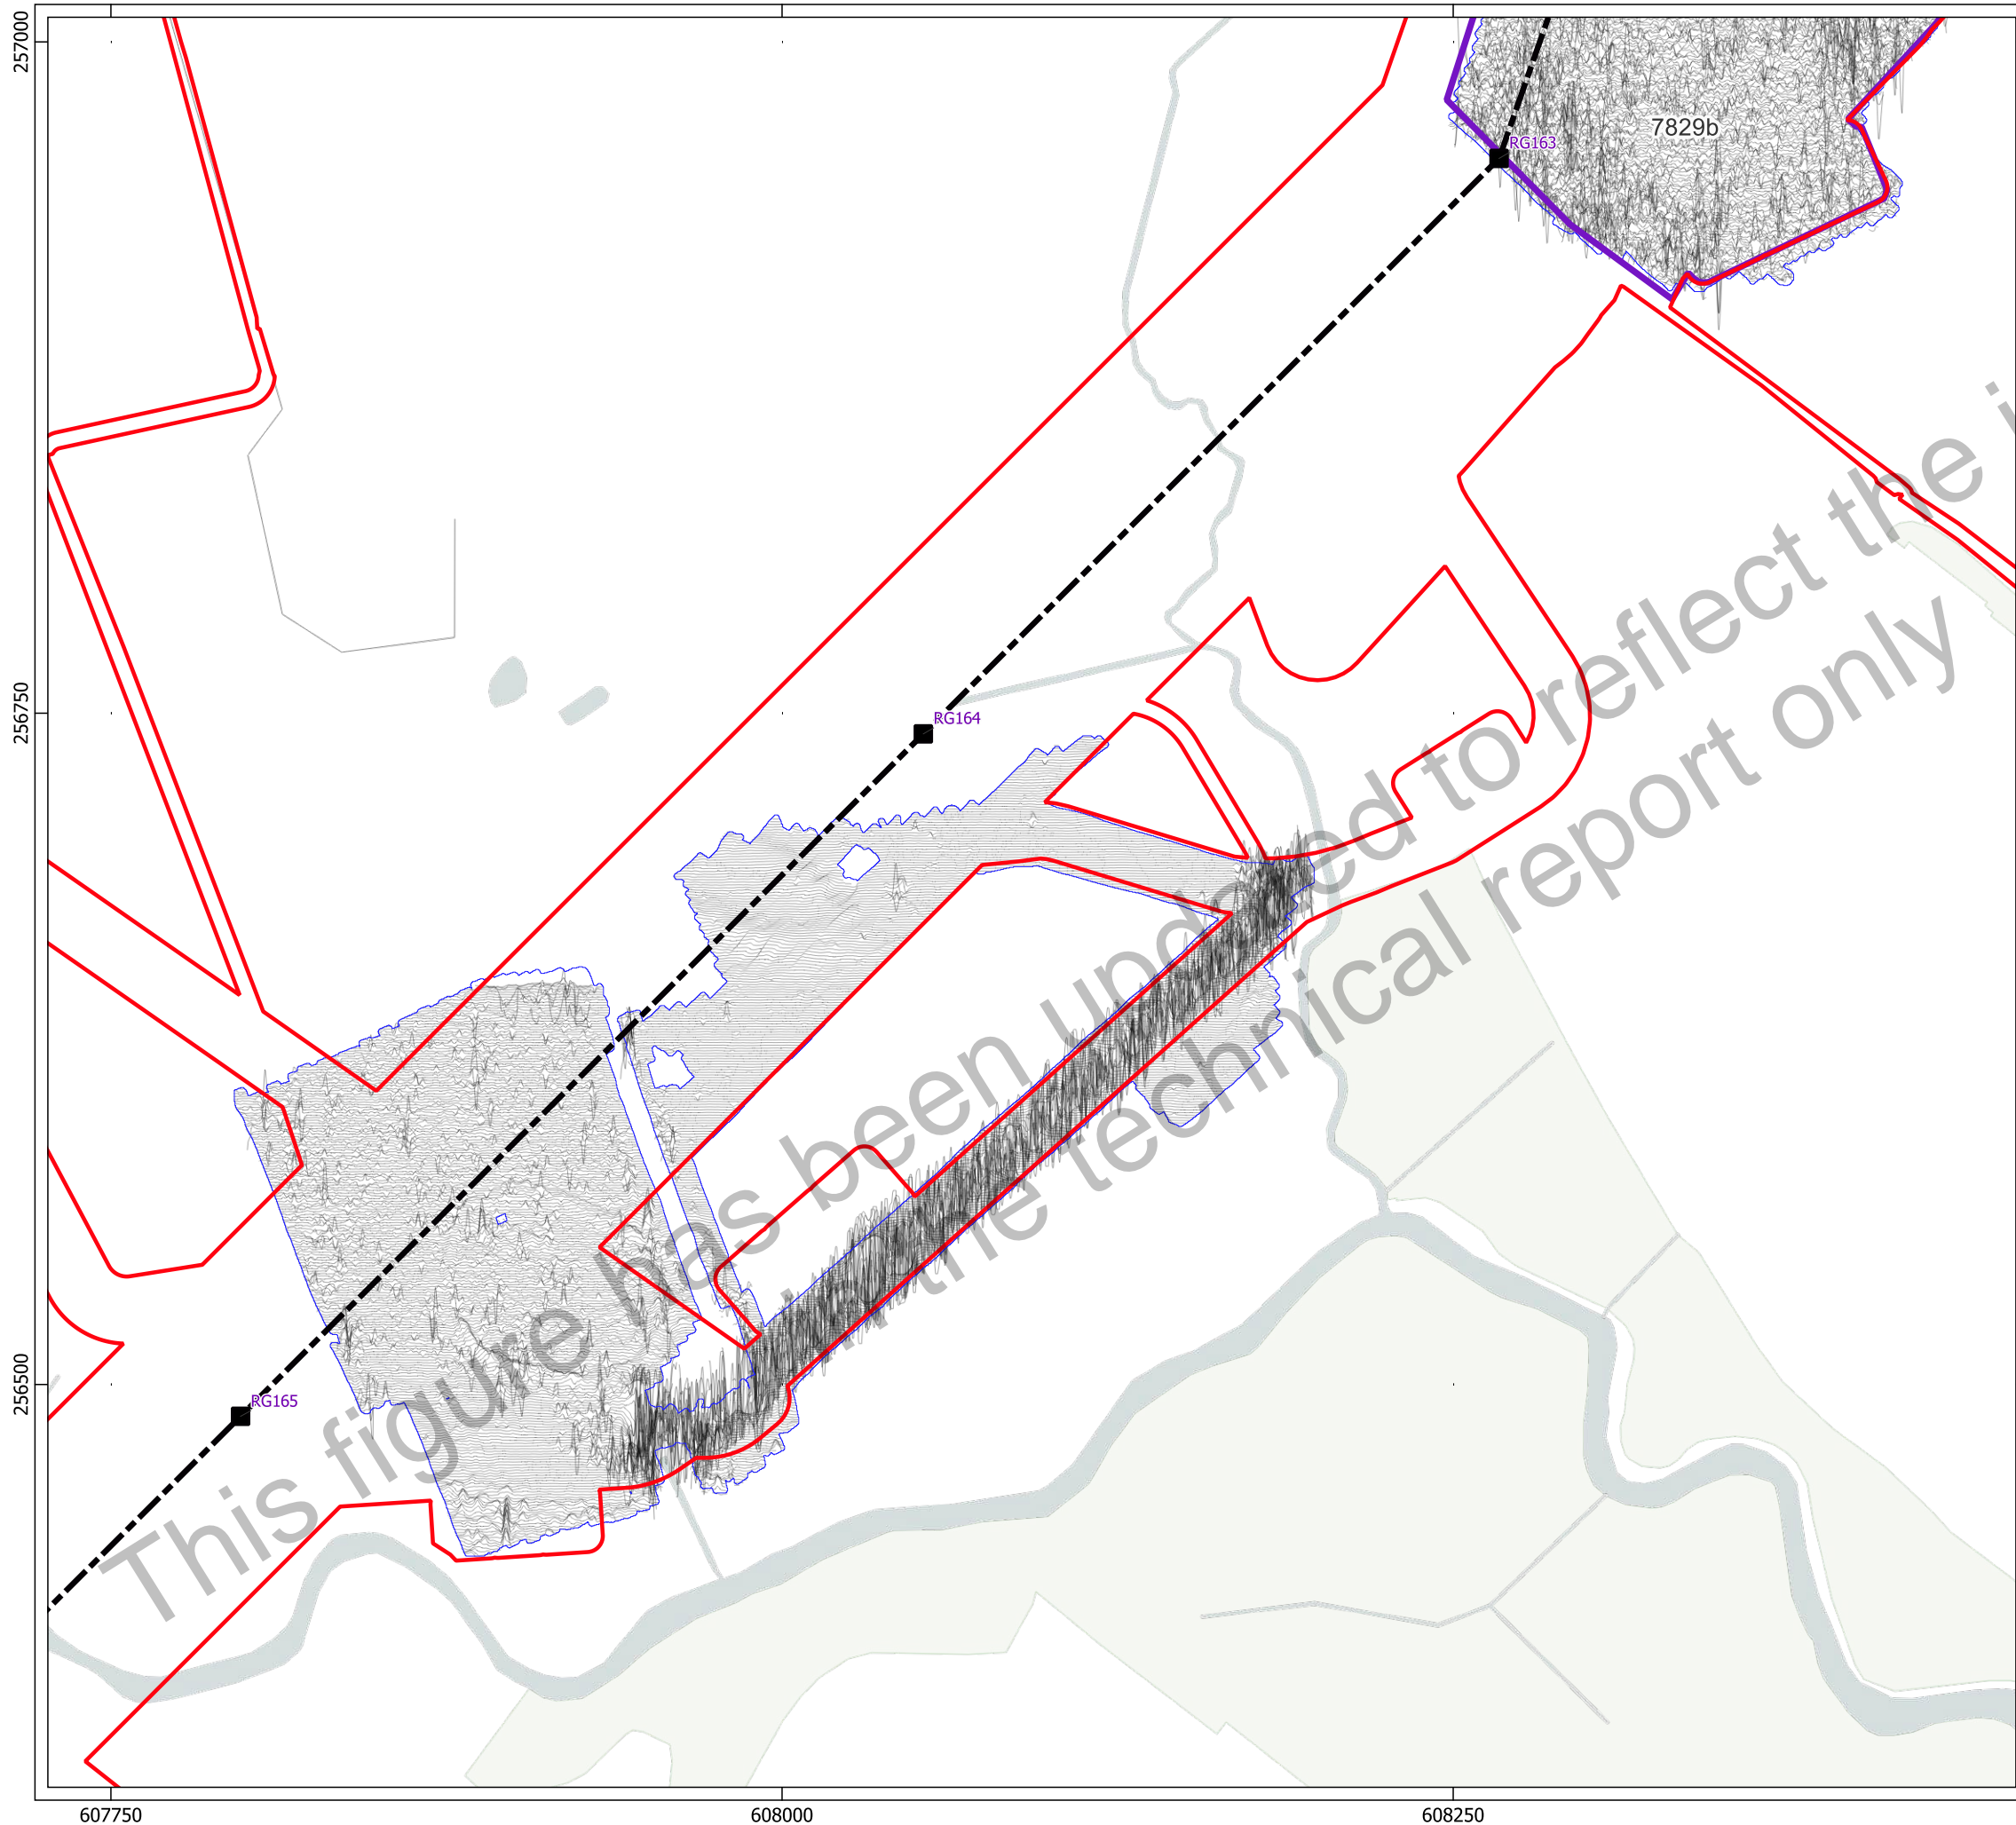 257000
7829b
RG163
256750
RG164
This figure has been updated to reflect the i
in the technical report only
256500
RG165
607750
608000
608250